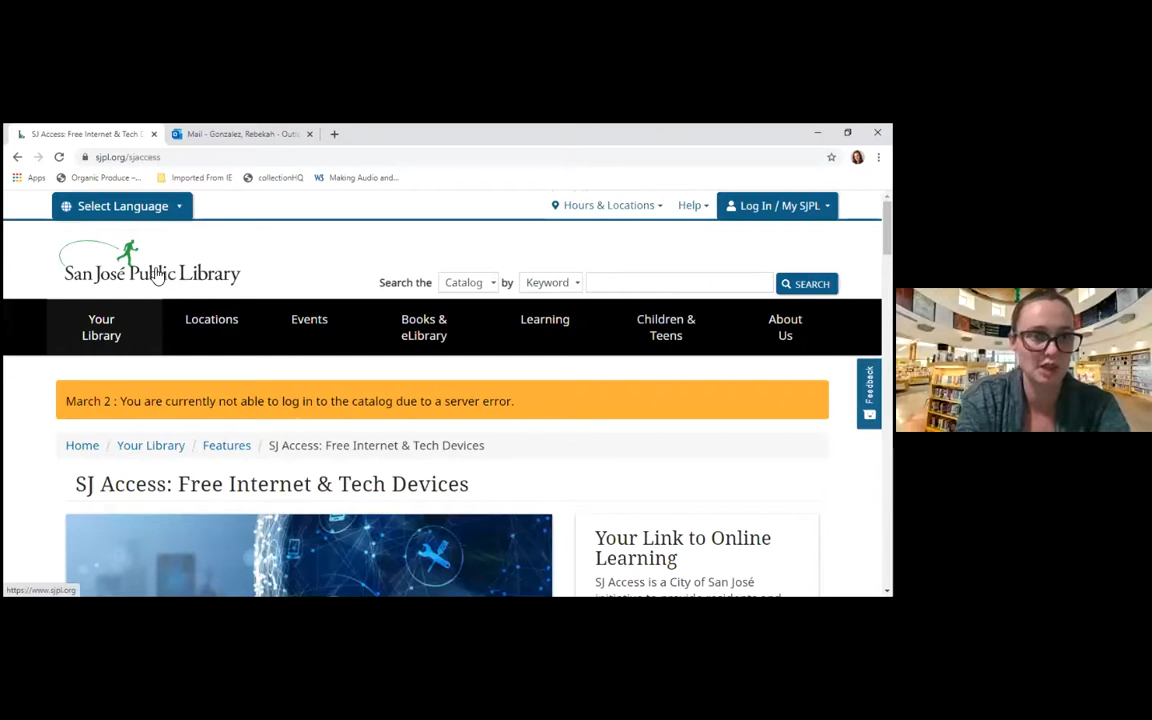 SJ Access: Free Internet & Tech D
Mail - Gonzalez, Rebekah - Outl
sjpl.org/sjaccess
Apps
Organic Produce –...
Imported From IE
collectionHQ
Making Audio and...
Select Language
Hours & Locations
Help
Log In / My SJPL
San José Public Library
Search the
Catalog
by
Keyword
SEARCH
Your
Library
Locations
Events
Books &
eLibrary
Learning
Children &
Teens
About
Us
Feedback
March 2 : You are currently not able to log in to the catalog due to a server error.
Home / Your Library / Features / SJ Access: Free Internet & Tech Devices
SJ Access: Free Internet & Tech Devices
Your Link to Online
Learning
SJ Access is a City of San José
initiative to provide residents and
https://www.sjpl.org